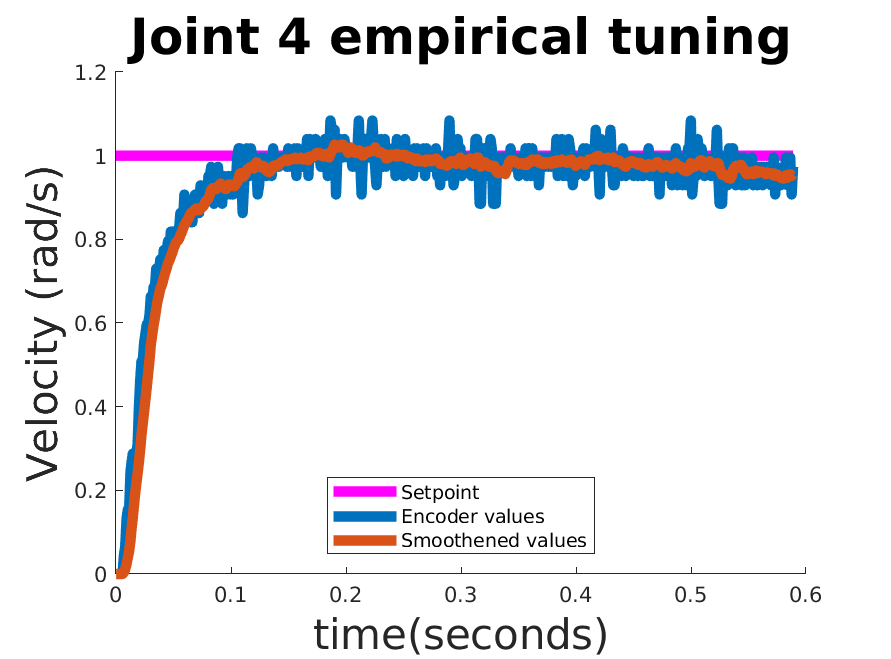 Joint 4 empirical tuning
Velocity (rad/s)
1.2
1
0.8
0.6
0.4
0.2
0
Setpoint
Encoder values
Smoothened values
0 0.1 0.2 0.3 0.4 0.5 0.6
time(seconds)